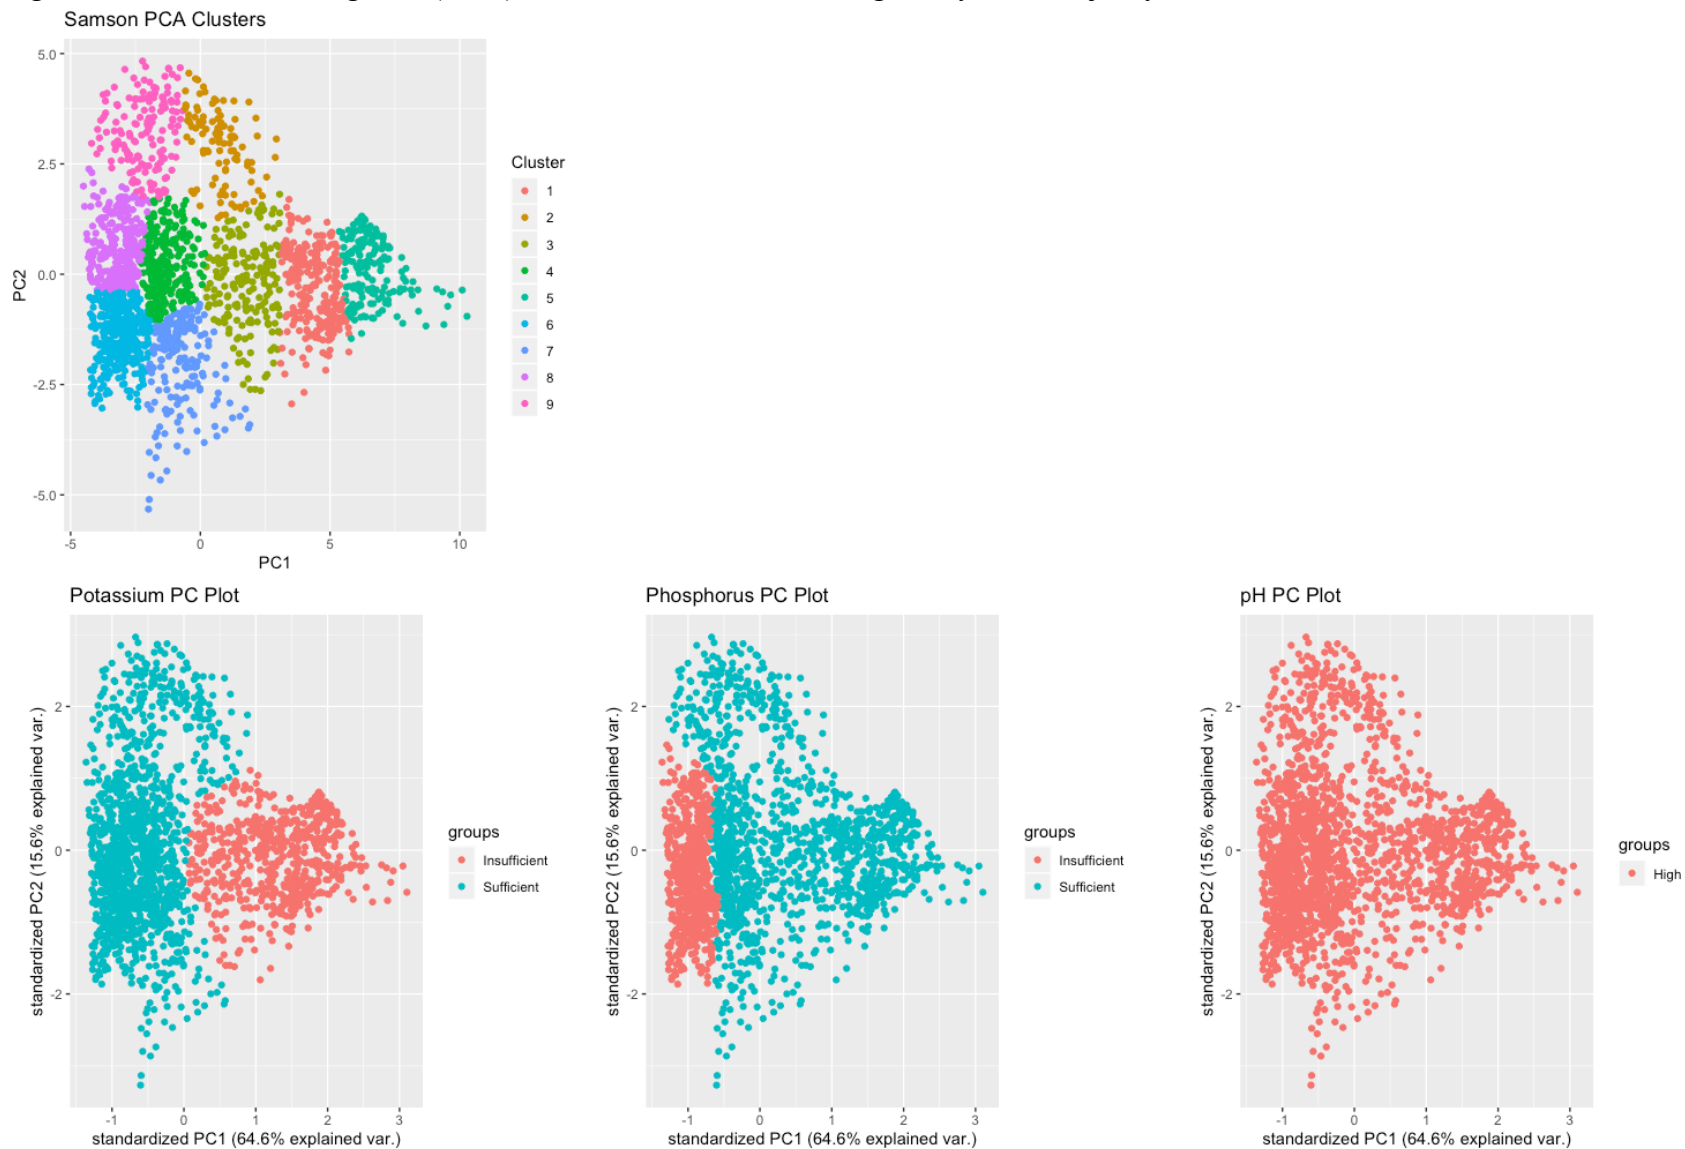 Samson PCA Clusters
5.0
2.5
0.0
-2.5
-5.0
PC2
-5
0
5
10
PC1
Cluster
1
2
3
4
5
6
7
8
9
Potassium PC Plot
2
0
-2
standardized PC2 (15.6% explained var.)
-1
0
1
2
3
standardized PC1 (64.6% explained var.)
groups
Insufficient
Sufficient
Phosphorus PC Plot
2
0
-2
standardized PC2 (15.6% explained var.)
-1
0
1
2
3
standardized PC1 (64.6% explained var.)
groups
Insufficient
Sufficient
pH PC Plot
2
0
-2
standardized PC2 (15.6% explained var.)
-1
0
1
2
3
standardized PC1 (64.6% explained var.)
groups
High